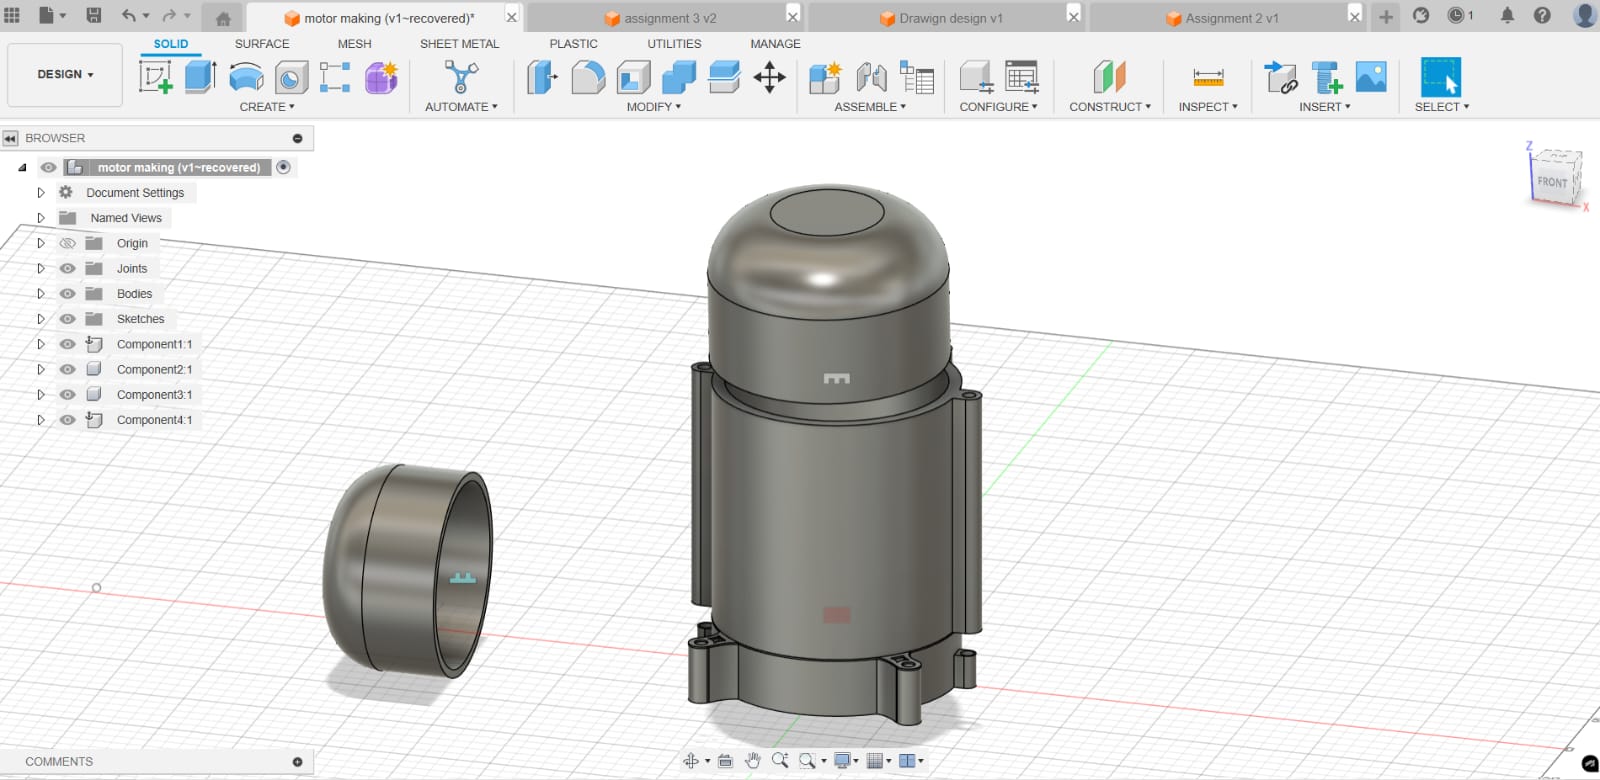 motor making (v1~recovered)*
assignment 3 v2
Drawign design v1
Assignment 2 v1
1
DESIGN
SOLID
SURFACE
MESH
SHEET METAL
PLASTIC
UTILITIES
MANAGE
CREATE
AUTOMATE
MODIFY
ASSEMBLE
CONFIGURE
CONSTRUCT
INSPECT
INSERT
SELECT
BROWSER
motor making (v1~recovered)
Document Settings
Named Views
Origin
Joints
Bodies
Sketches
Component1:1
Component2:1
Component3:1
Component4:1
Z
FRONT
X
COMMENTS